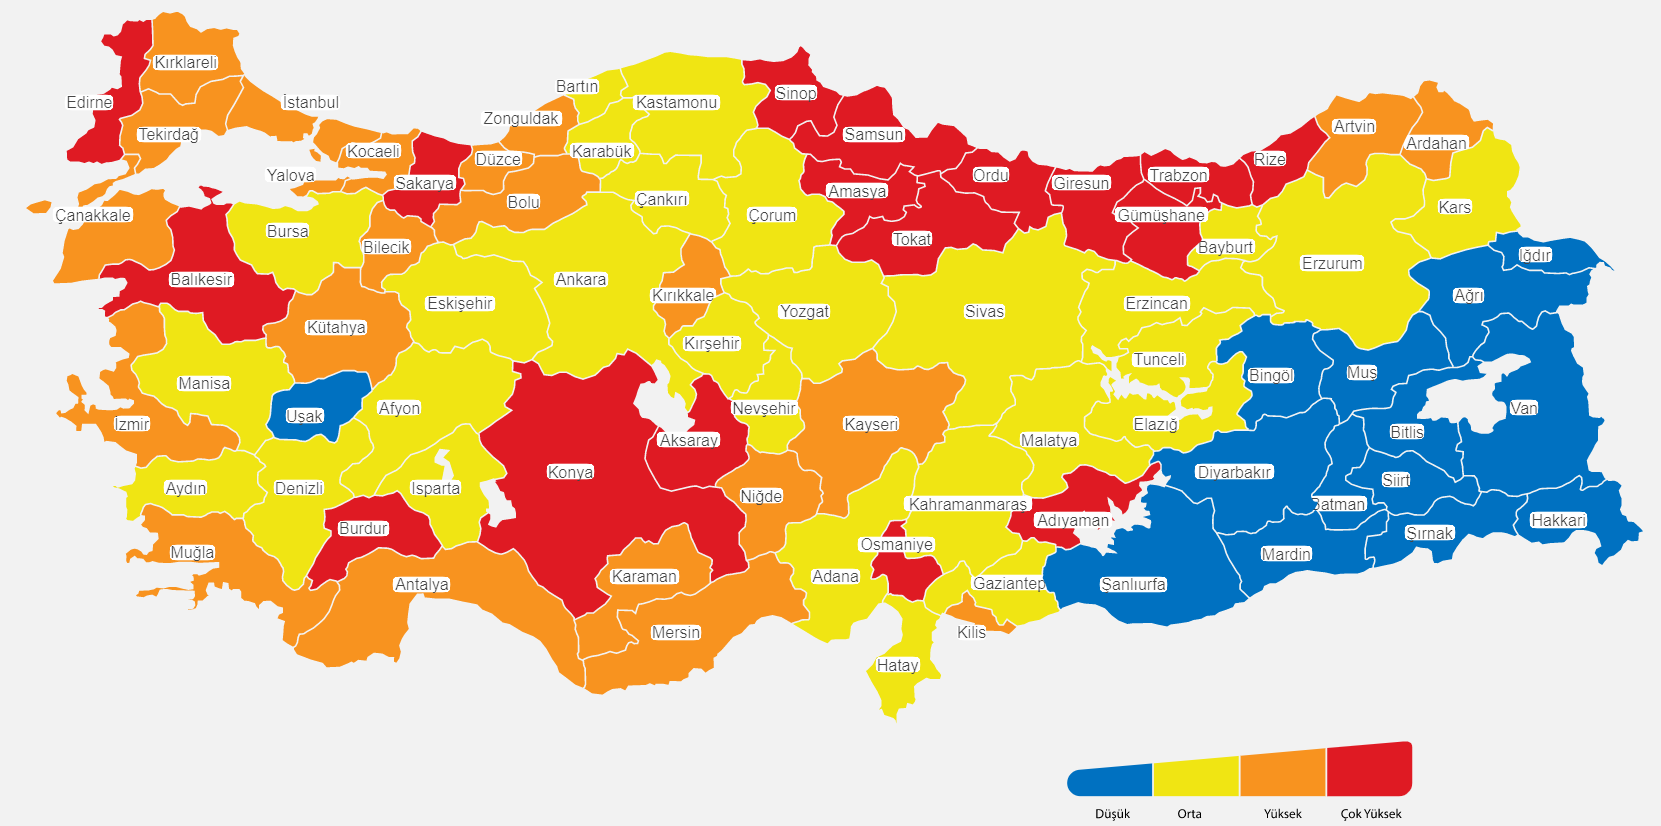 Kırklareli
Edirne
İstanbul
Tekirdağ
Kocaeli
Yalova
Çanakkale
Bursa
Balıkesir
Bilecik
Sakarya
Düzce
Zonguldak
Bartın
Kastamonu
Karabük
Bolu
Çankırı
Çorum
Sinop
Samsun
Amasya
Tokat
Ordu
Giresun
Trabzon
Gümüşhane
Rize
Artvin
Ardahan
Kars
Bayburt
Erzurum
Iğdır
Ağrı
Erzincan
Sivas
Yozgat
Kırıkkale
Ankara
Eskişehir
Kütahya
Kırşehir
Manisa
Uşak
Afyon
İzmir
Nevşehir
Aksaray
Kayseri
Malatya
Elazığ
Tunceli
Bingöl
Mus
Van
Bitlis
Aydın
Denizli
Isparta
Konya
Niğde
Kahramanmaraş
Diyarbakır
Siirt
Batman
Hakkari
Şırnak
Mardin
Adıyaman
Burdur
Muğla
Antalya
Karaman
Mersin
Adana
Osmaniye
Gaziantep
Şanlıurfa
Kilis
Hatay
Düşük
Orta
Yüksek
Çok Yüksek